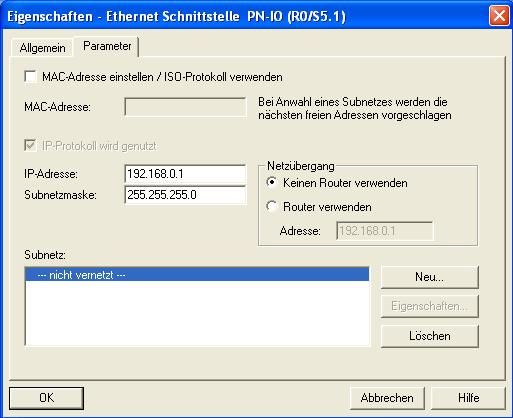 Eigenschaften - Ethernet Schnittstelle PN-IO (R0/S5.1)
Allgemein Parameter
MAC-Adresse einstellen / ISO-Protokoll verwenden
MAC-Adresse:
Bei Anwahl eines Subnetzes werden die
nächsten freien Adressen vorgeschlagen
IP-Protokoll wird genutzt
IP-Adresse: 192.168.0.1
Subnetzmaske: 255.255.255.0
Netzübergang
Keinen Router verwenden
Router verwenden
Adresse: 192.168.0.1
Subnetz:
--- nicht vernetzt ---
Neu...
Eigenschaften...
Löschen
OK Abbrechen Hilfe